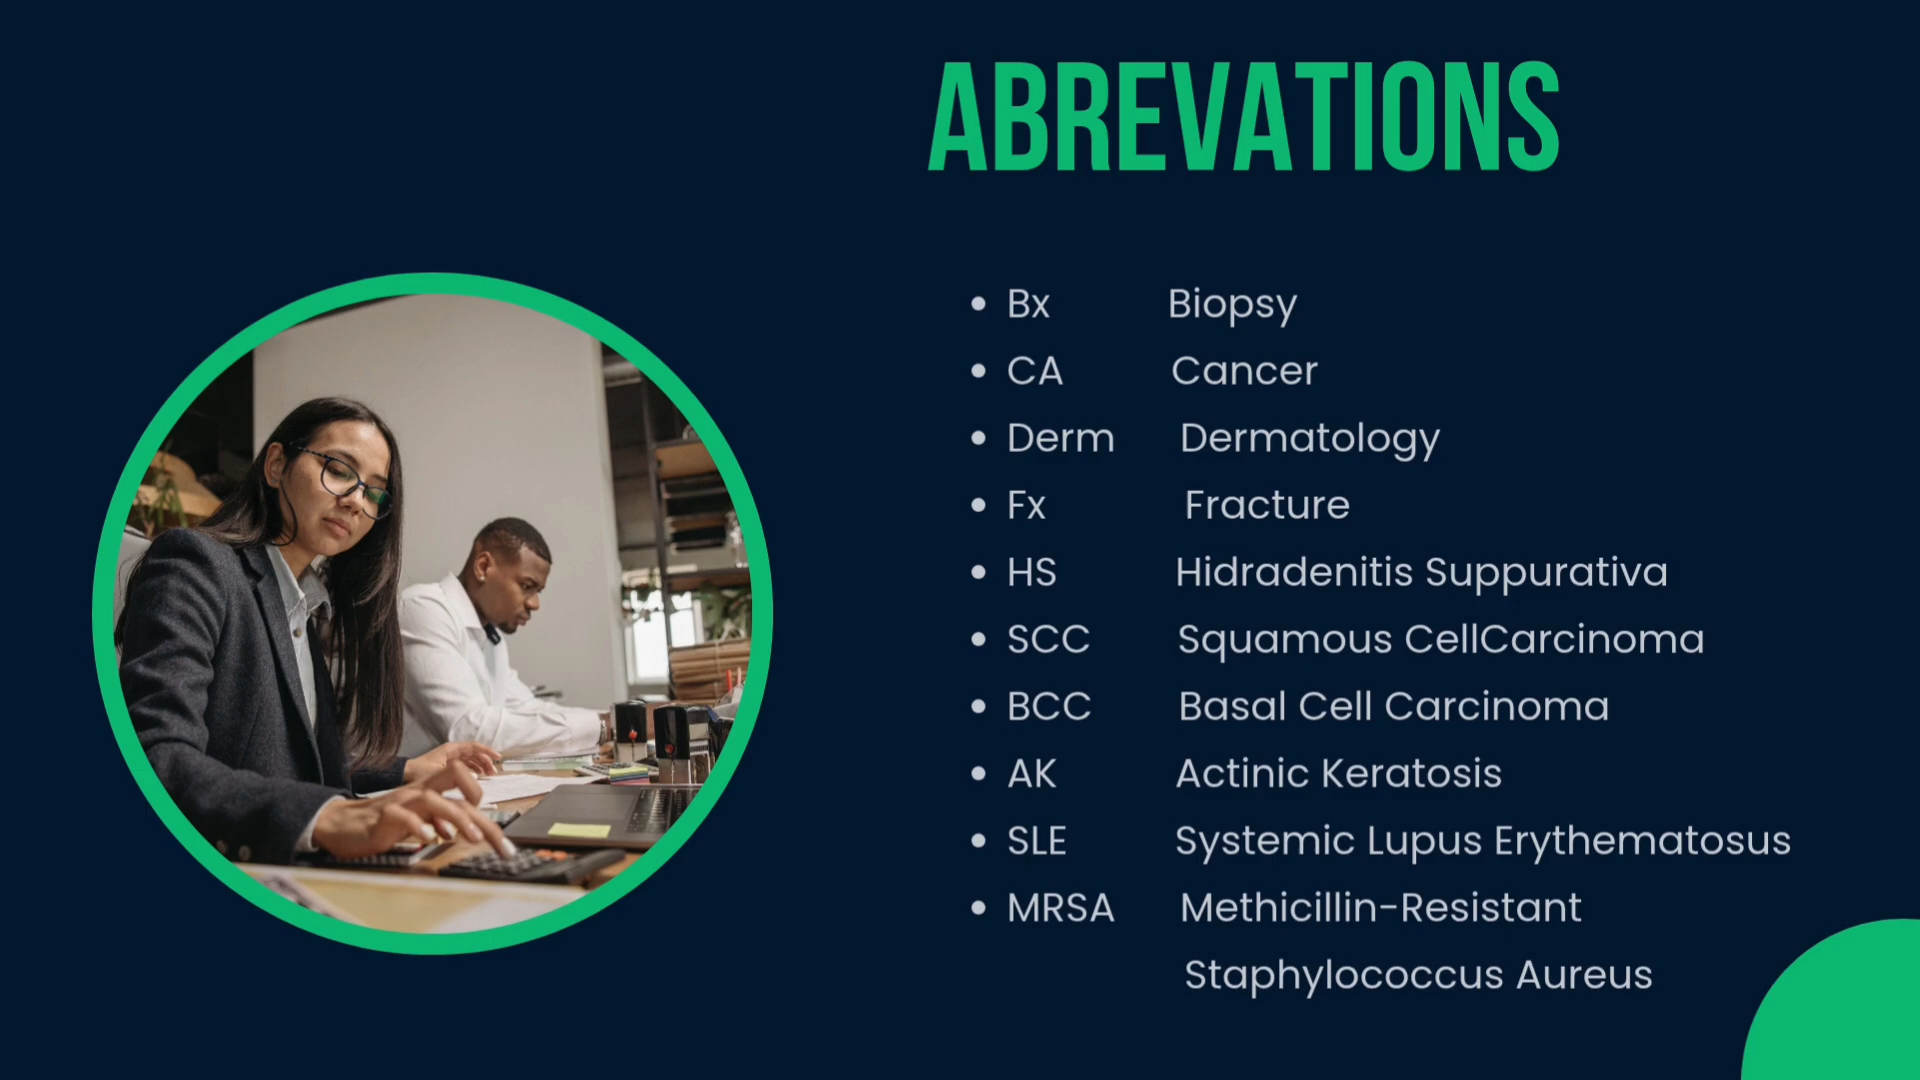 ABREVATIONS
• Bx Biopsy
• CA Cancer
• Derm Dermatology
• Fx Fracture
• HS Hidradenitis Suppurativa
• SCC Squamous CellCarcinoma
• BCC Basal Cell Carcinoma
• AK Actinic Keratosis
• SLE Systemic Lupus Erythematosus
• MRSA Methicillin-Resistant
Staphylococcus Aureus